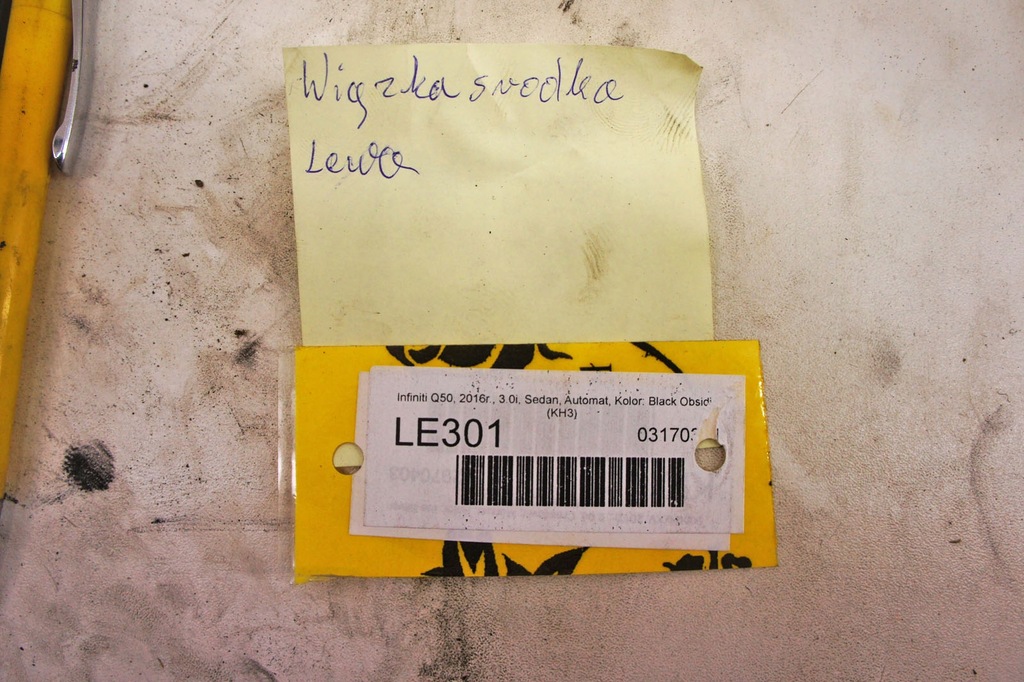 Wiązka srodka
Lewa
Infiniti Q50, 2016r., 3.0i, Sedan, Automat, Kolor: Black Obsidi
(KH3)
LE301